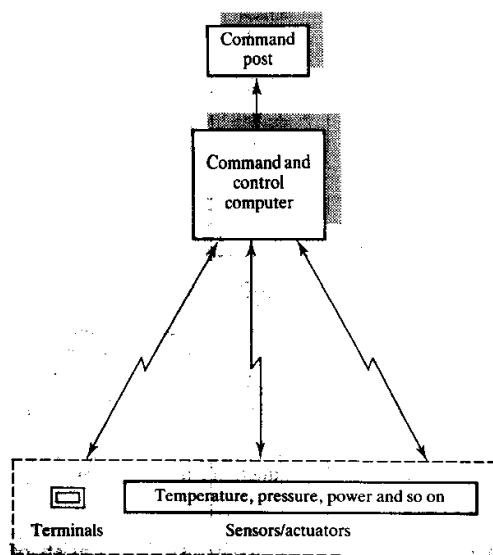 Command
post
Command and
control
computer
Temperature, pressure, power and so on
Terminals Sensors/actuators